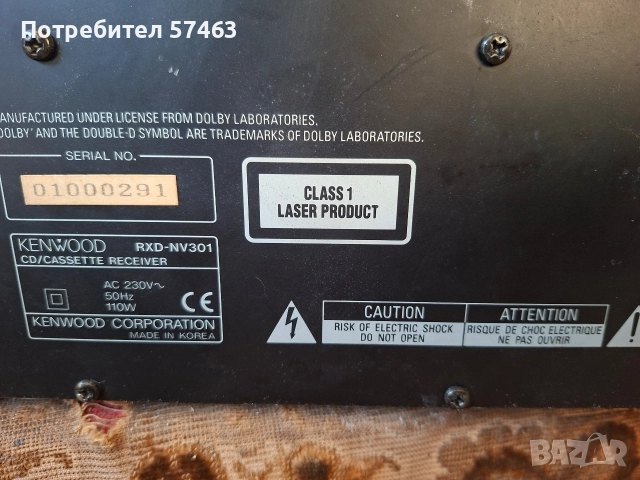 Потребител 57463
MANUFACTURED UNDER LICENSE FROM DOLBY LABORATORIES.
DOLBY' AND THE DOUBLE-D SYMBOL ARE TRADEMARKS OF DOLBY LABORATORIES.
SERIAL NO.
01000291
CLASS 1
LASER PRODUCT
KENWOOD RXD-NV301
CD/CASSETTE RECEIVER
AC 230V~
50Hz
110W
CE
KENWOOD CORPORATION
MADE IN KOREA
CAUTION
RISK OF ELECTRIC SHOCK
DO NOT OPEN
ATTENTION
RISQUE DE CHOC ELECTRIQUE
NE PAS OUVRIR
BAZAR